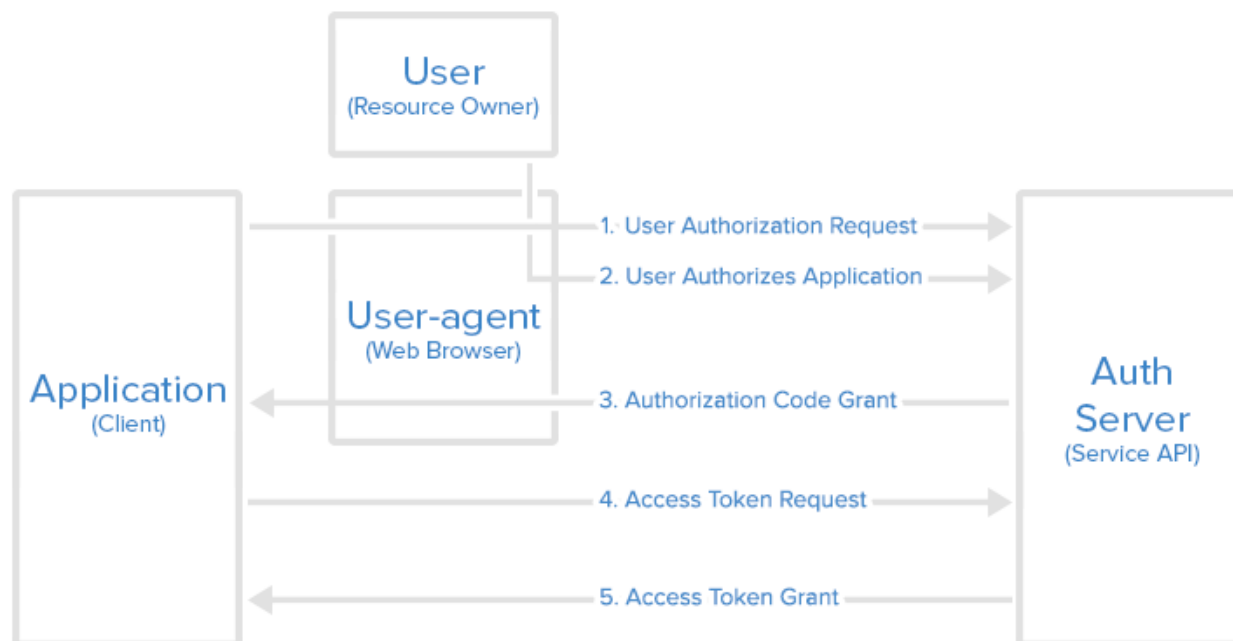 User
(Resource Owner)
1. User Authorization Request
2. User Authorizes Application
User-agent
(Web Browser)
Application
(Client)
3. Authorization Code Grant
Auth
Server
(Service API)
4. Access Token Request
5. Access Token Grant